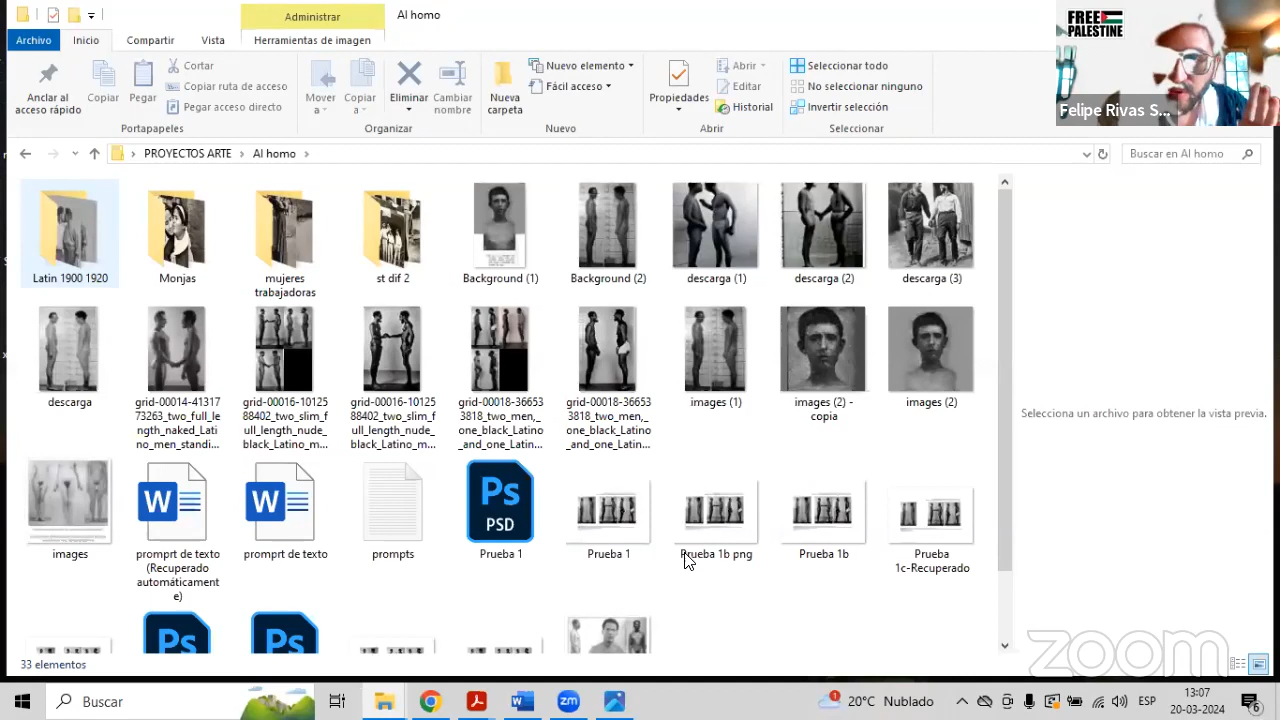 Administrar
Al homo
Archivo
Inicio
Compartir
Vista
Herramientas de imagen
FREE
PALESTINE
Felipe Rivas S...
Anclar al
acceso rápido
Copiar
Pegar
Cortar
Copiar ruta de acceso
Pegar acceso directo
Mover
a
Copiar
a
Eliminar
Cambiar
nombre
Nueva
carpeta
Nuevo elemento
Fácil acceso
Propiedades
Abrir
Editar
Historial
Seleccionar todo
No seleccionar ninguno
Invertir selección
Portapapeles
Organizar
Nuevo
Abrir
Seleccionar
PROYECTOS ARTE
Al homo
Buscar en Al homo
Latin 1900 1920
Monjas
mujeres
trabajadoras
st dif 2
Background (1)
Background (2)
descarga (1)
descarga (2)
descarga (3)
descarga
grid-00014-41317
73263_two_full_le
ngth_naked_Lati
no_men_standi...
grid-00016-10125
88402_two_slim_f
ull_length_nude_
black_Latino_m...
grid-00016-10125
88402_two_slim_f
ull_length_nude_
black_Latino_m...
grid-00018-36653
3818_two_men,_
one_black_Latino
_and_one_Latin...
grid-00018-36653
3818_two_men,_
one_black_Latino
_and_one_Latin...
images (1)
images (2) -
copia
images (2)
Selecciona un archivo para obtener la vista previa.
images
W
promprt de texto
(Recuperado
automáticament
e)
W
promprt de texto
prompts
Ps
PSD
Prueba 1
Prueba 1
Prueba 1b png
Prueba 1b
Prueba
1c-Recuperado
Ps
Ps
33 elementos
zoom
Buscar
W
zm
1
20°C Nublado
ESP
13:07
20-03-2024
6